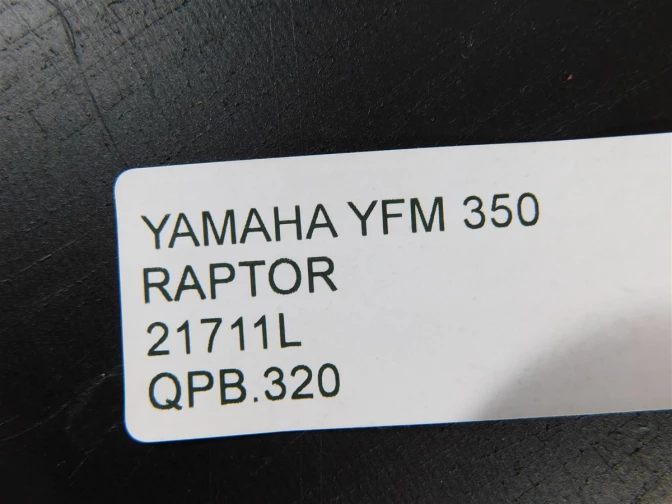 YAMAHA YFM 350
RAPTOR
21711L
QPB.320